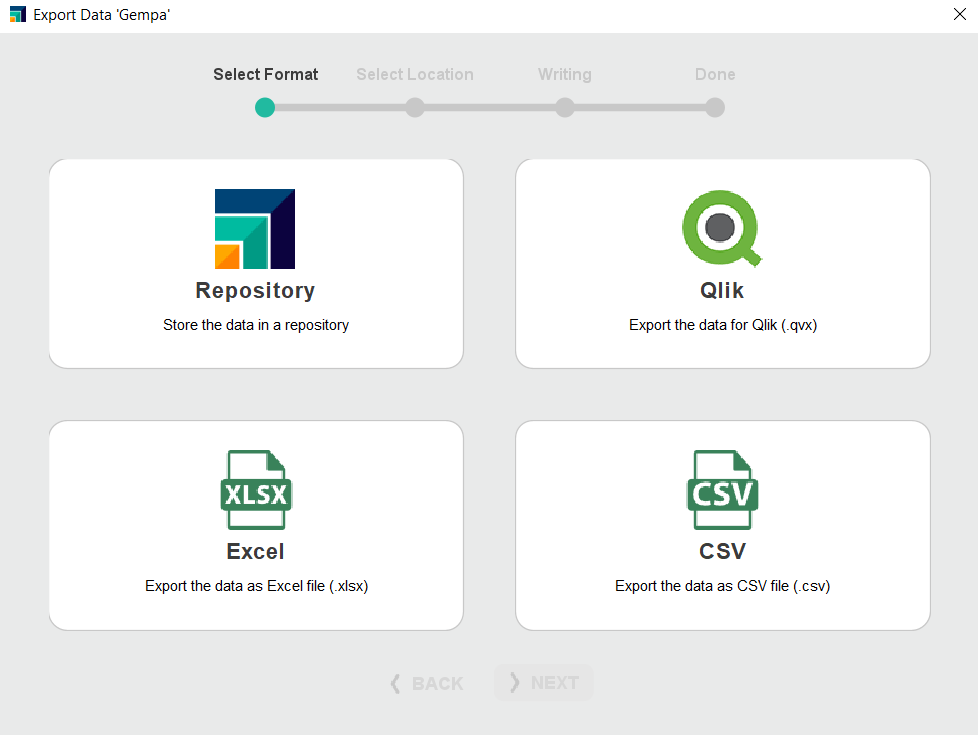 Export Data 'Gempa'
Select Format
Select Location
Writing
Done
Repository
Store the data in a repository
Qlik
Export the data for Qlik (.qvx)
XLSX
Excel
Export the data as Excel file (.xlsx)
CSV
CSV
Export the data as CSV file (.csv)
BACK
NEXT